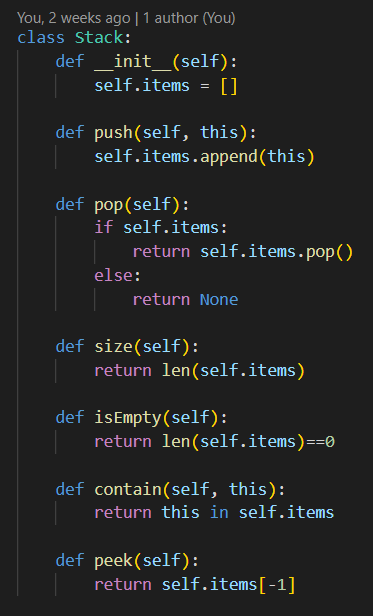 You, 2 weeks ago | 1 author (You)
class Stack:
    def __init__(self):
        self.items = []
    def push(self, this):
        self.items.append(this)
    def pop(self):
        if self.items:
            return self.items.pop()
        else:
            return None
    def size(self):
        return len(self.items)
    def isEmpty(self):
        return len(self.items)==0
    def contain(self, this):
        return this in self.items
    def peek(self):
        return self.items[-1]